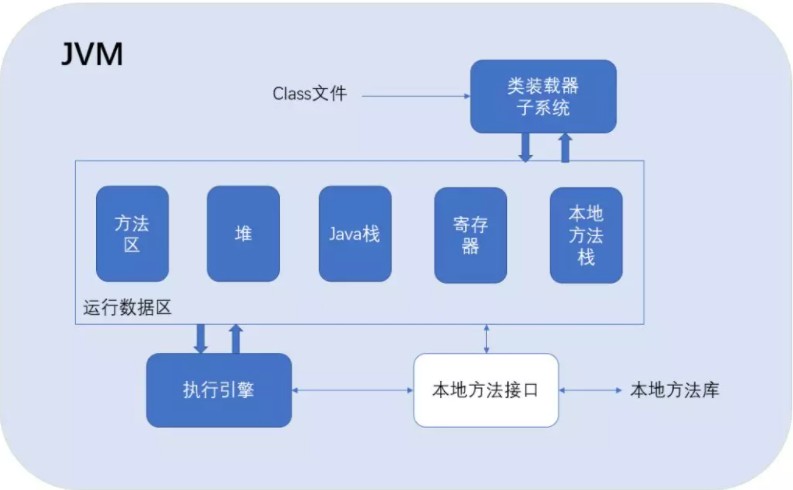 JVM
Class文件
类装载器
子系统
方法
区
堆
Java栈
寄存
器
本地
方法
栈
运行数据区
执行引擎
本地方法接口
本地方法库